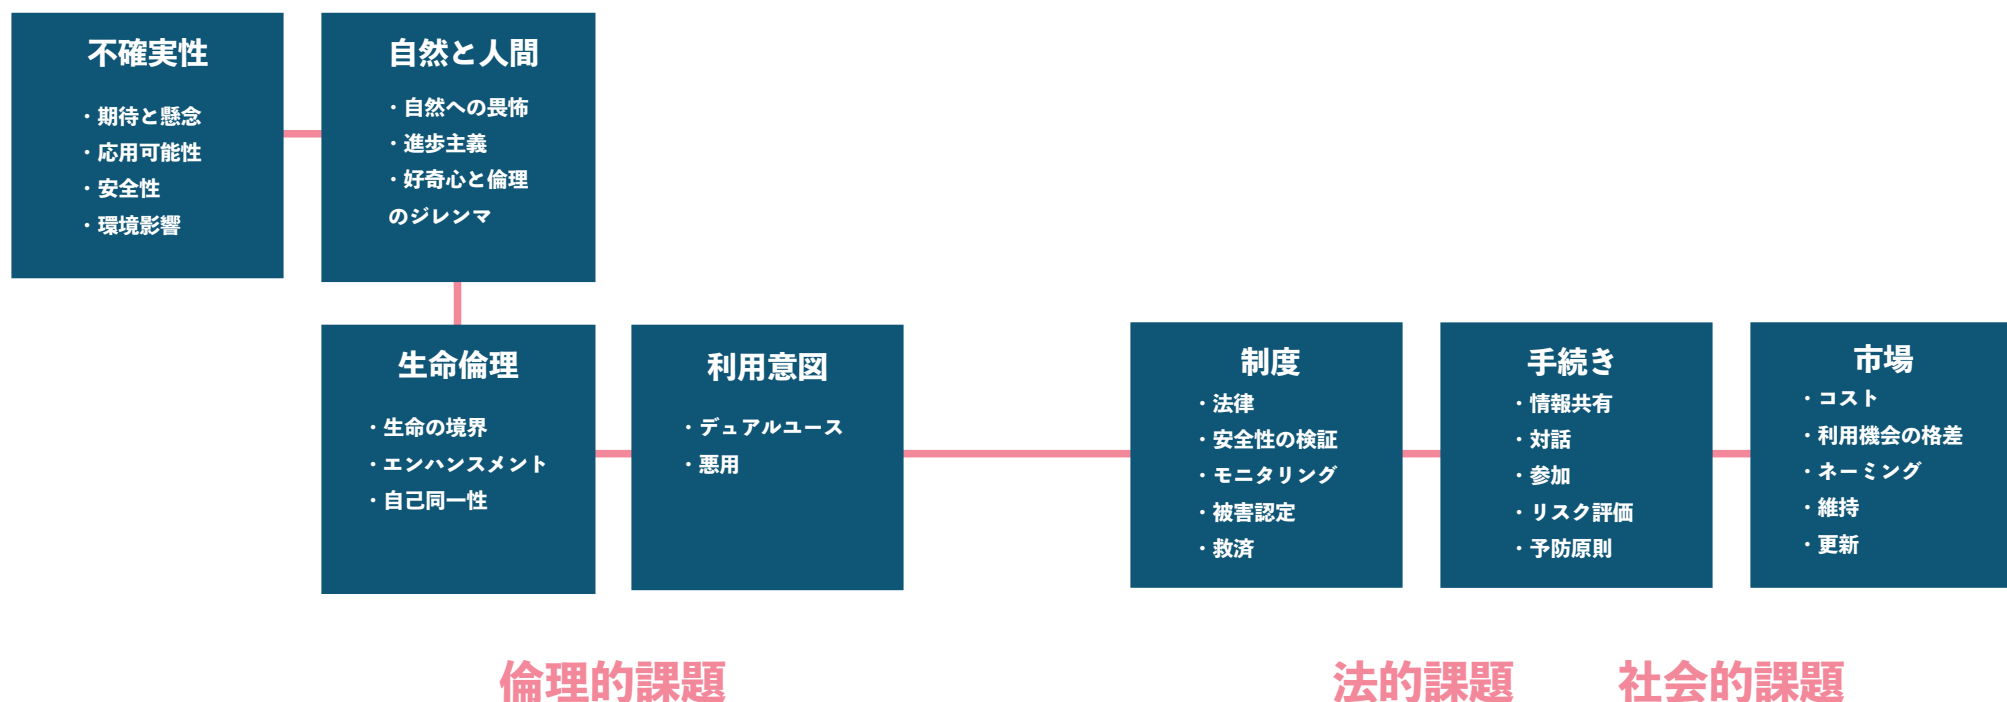 不確実性
・期待と懸念
・応用可能性
・安全性
・環境影響
自然と人間
・自然への畏怖
・進歩主義
・好奇心と倫理
のジレンマ
生命倫理
・生命の境界
・エンハンスメント
・自己同一性
利用意図
・デュアルユース
・悪用
制度
・法律
・安全性の検証
・モニタリング
・被害認定
・救済
手続き
・情報共有
・対話
・参加
・リスク評価
・予防原則
市場
・コスト
・利用機会の格差
・ネーミング
・維持
・更新
倫理的課題
法的課題
社会的課題